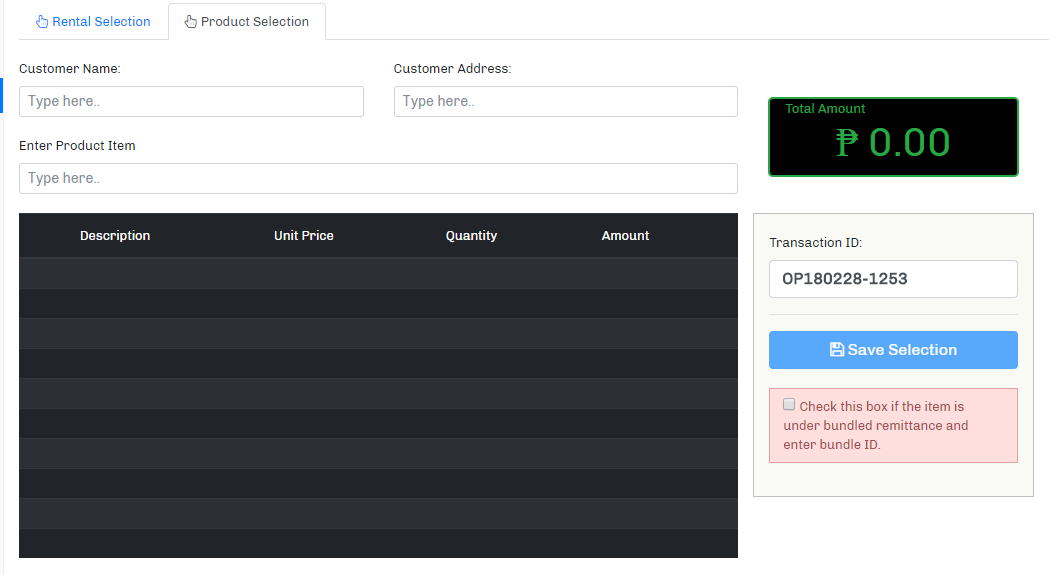 Rental Selection
Product Selection
Customer Name:
Customer Address:
Type here..
Type here..
Total Amount
₱ 0.00
Enter Product Item
Type here..
Description Unit Price Quantity Amount
Transaction ID:
OP180228-1253
Save Selection
Check this box if the item is
under bundled remittance and
enter bundle ID.